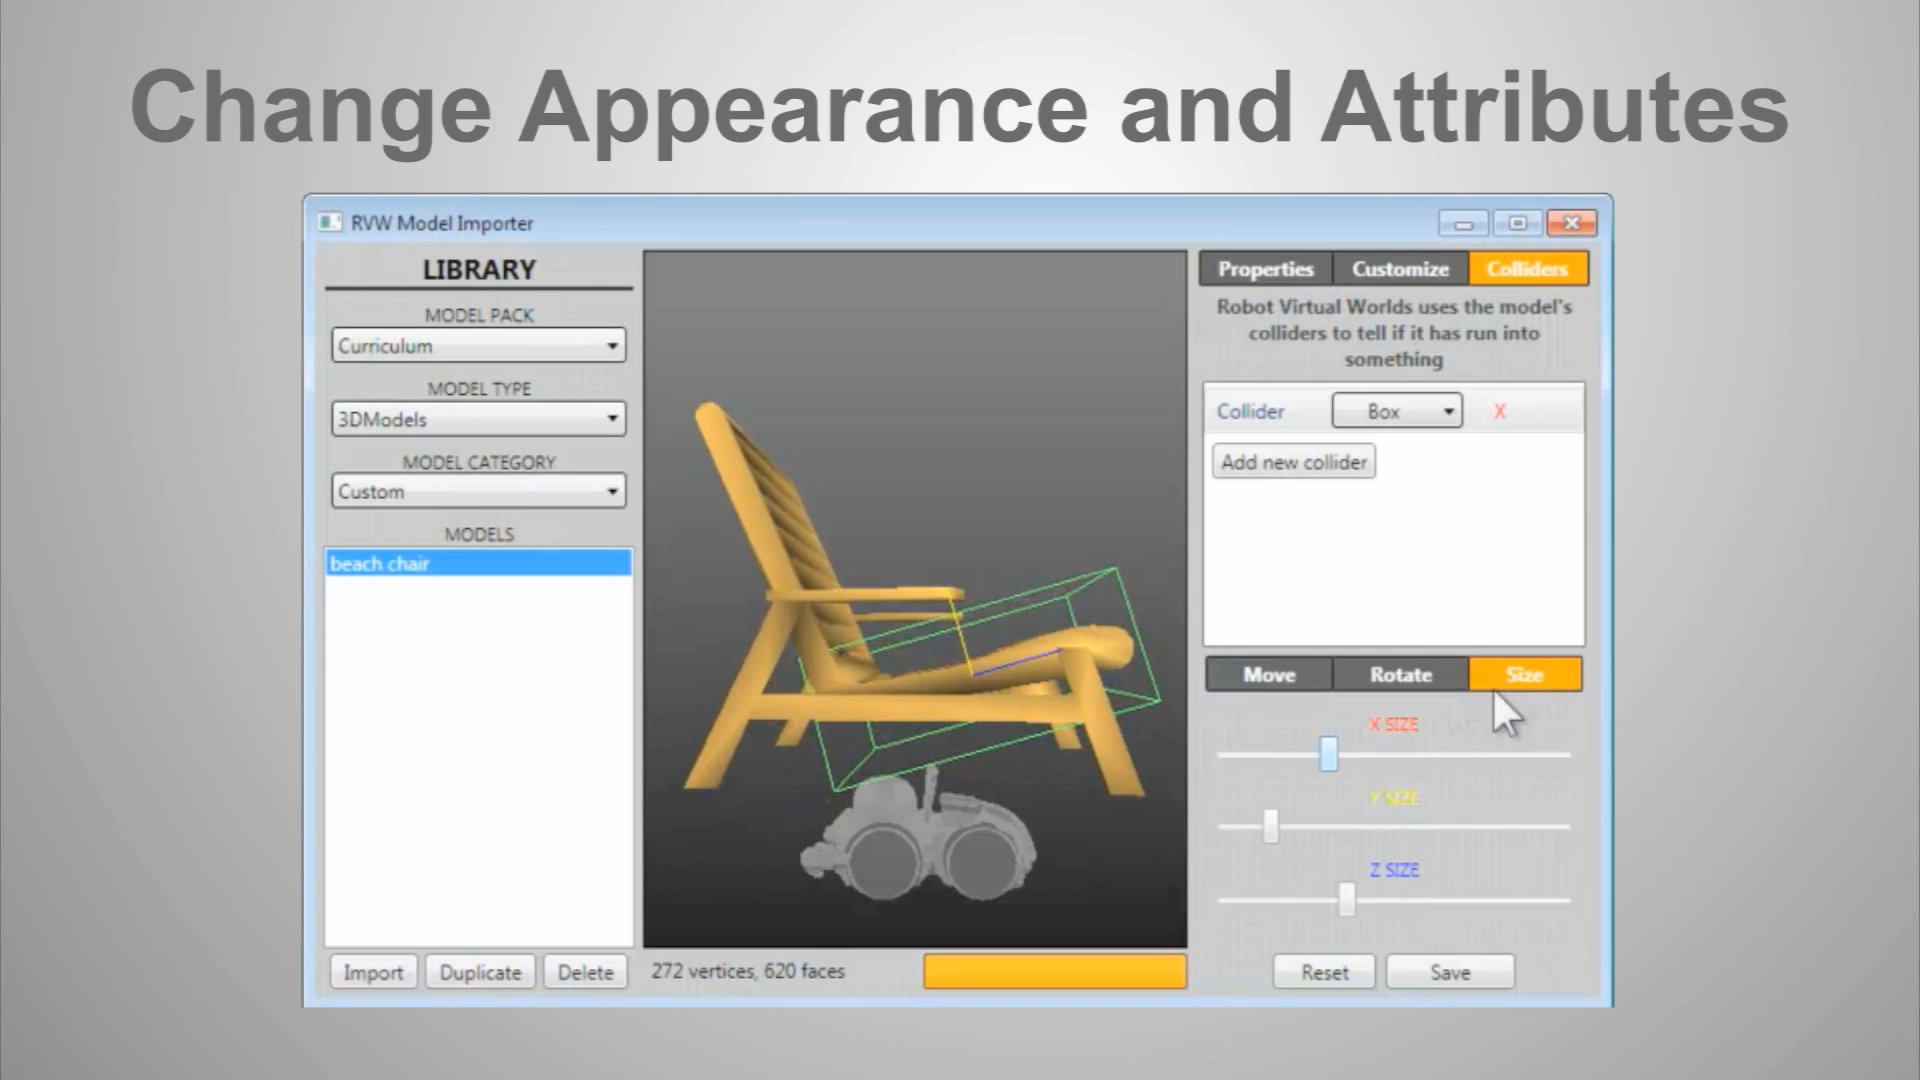 Change Appearance and Attributes
RVW Model Importer
LIBRARY
MODEL PACK
Curriculum
MODEL TYPE
3DModels
MODEL CATEGORY
Custom
MODELS
beach chair
Import Duplicate Delete
272 vertices, 620 faces
Properties Customize Colliders
Robot Virtual Worlds uses the model's
colliders to tell if it has run into
something
Collider Box X
Add new collider
Move Rotate Size
X SIZE
Y SIZE
Z SIZE
Reset Save